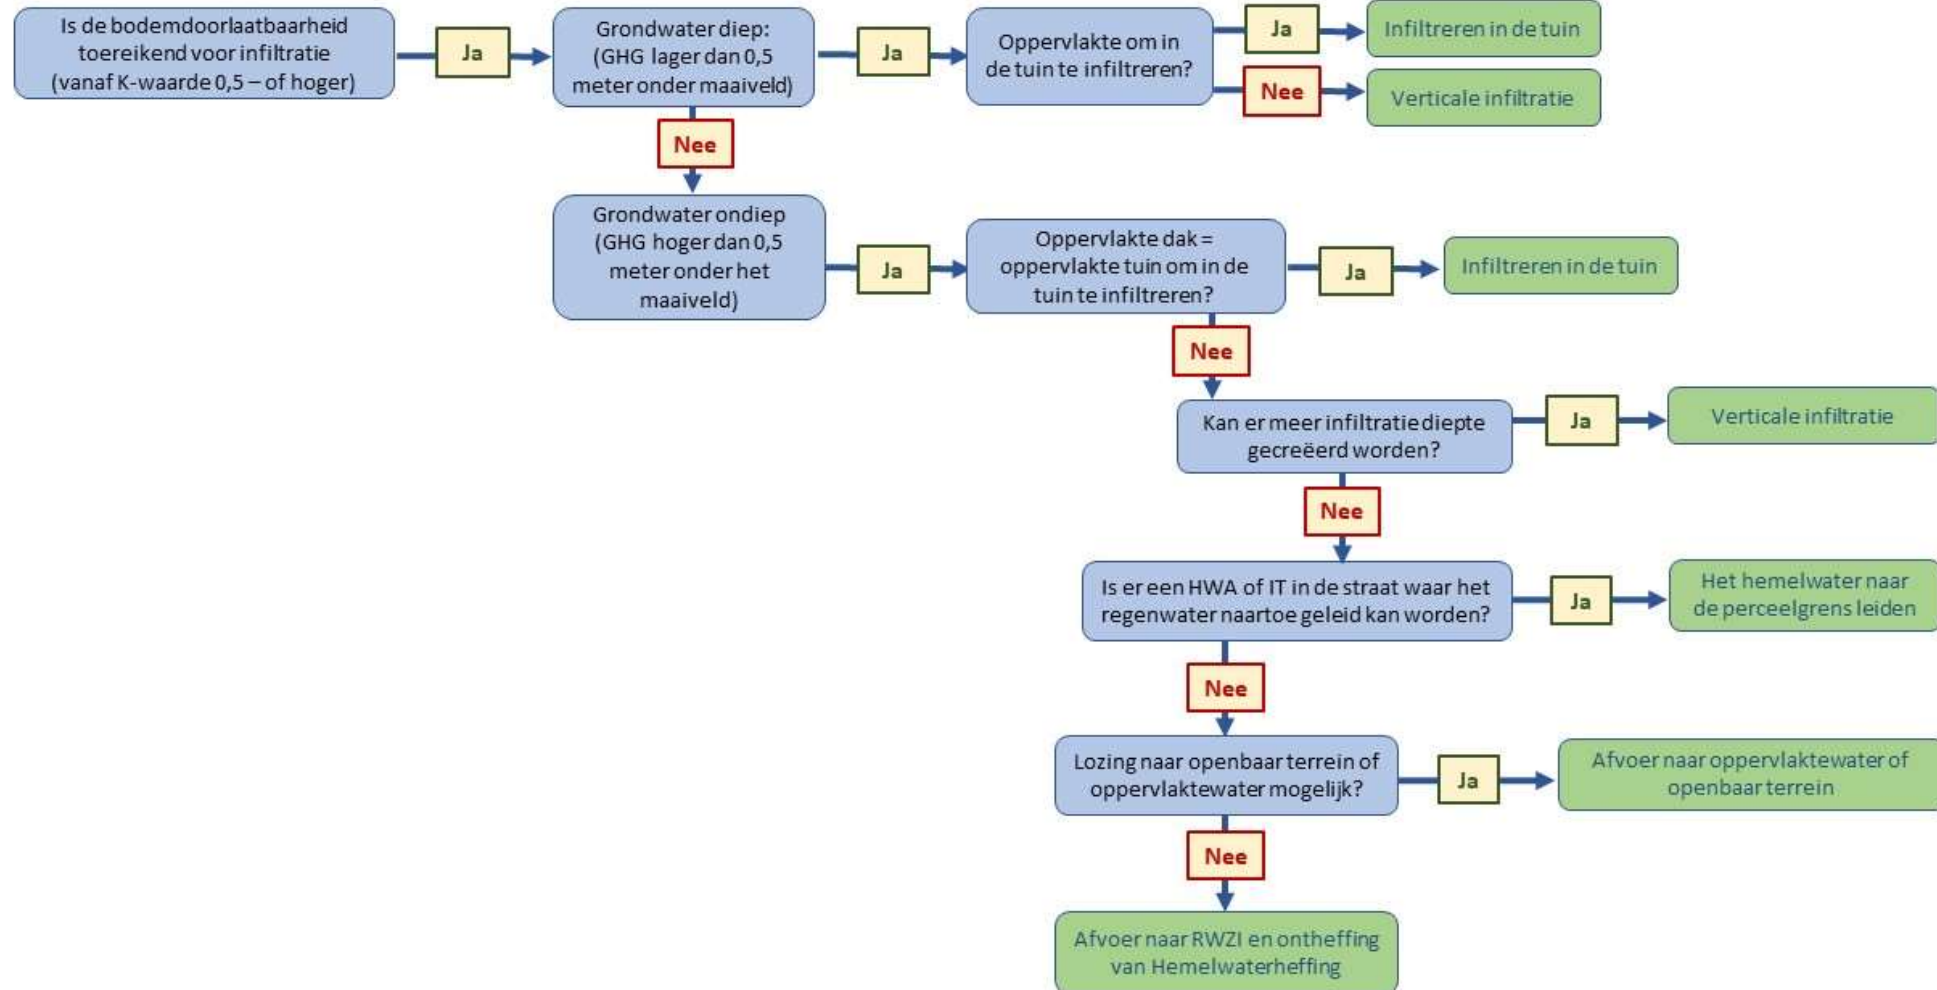 Is de bodemdoorlaatbaarheid
toereikend voor infiltratie
(vanaf K-waarde 0,5 – of hoger)
Ja
Grondwater diep:
(GHG lager dan 0,5
meter onder maaiveld)
Ja
Oppervlakte om in
de tuin te infiltreren?
Ja
Infiltreren in de tuin
Nee
Verticale infiltratie
Nee
Grondwater ondiep
(GHG hoger dan 0,5
meter onder het
maaiveld)
Ja
Oppervlakte dak =
oppervlakte tuin om in de
tuin te infiltreren?
Ja
Infiltreren in de tuin
Nee
Kan er meer infiltratie diepte
gecreëerd worden?
Ja
Verticale infiltratie
Nee
Is er een HWA of IT in de straat waar het
regenwater naartoe geleid kan worden?
Ja
Het hemelwater naar
de perceelgrens leiden
Nee
Lozing naar openbaar terrein of
oppervlaktewater mogelijk?
Ja
Afvoer naar oppervlaktewater of
openbaar terrein
Nee
Afvoer naar RWZI en ontheffing
van Hemelwaterheffing